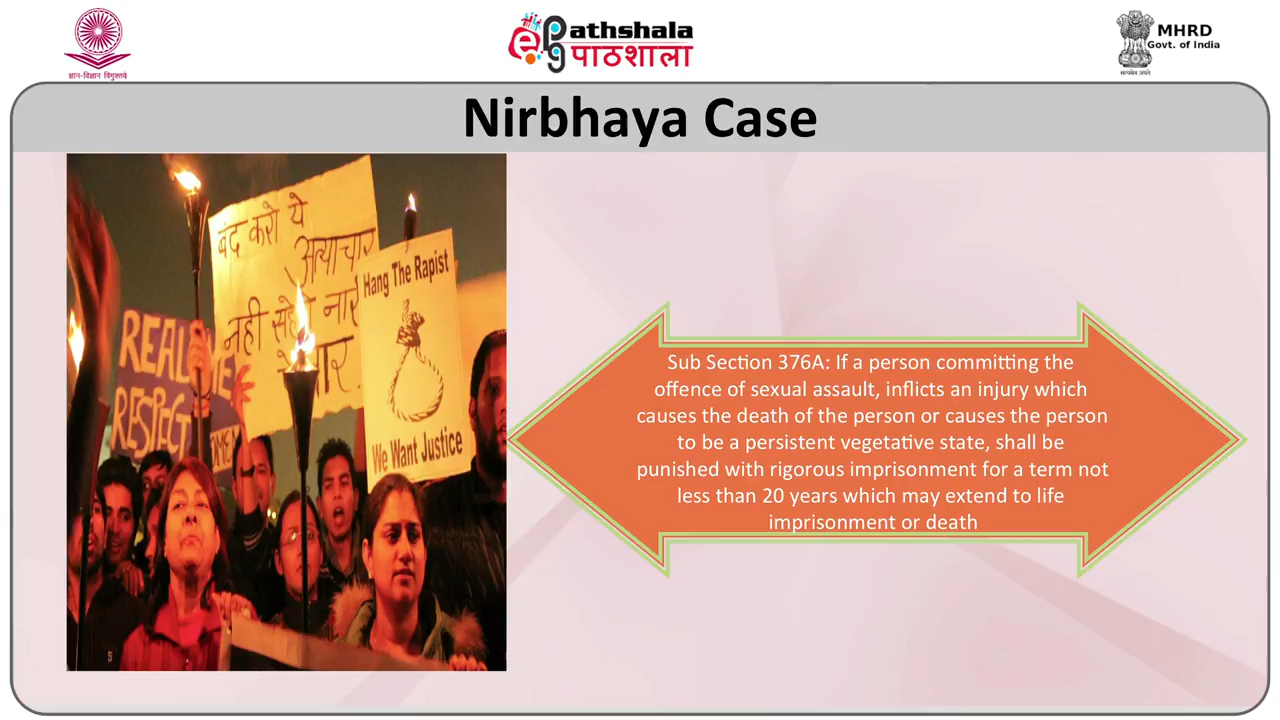 ज्ञान-विज्ञान विमुक्तये
ePathshala
पाठशाला
MHRD
Govt. of India
सत्यमेव जयते
Nirbhaya Case
बंद करो ये
अत्याचार
नही
नारी
REAL
RESPECT
Hang The Rapist
We Want Justice
Sub Section 376A: If a person committing the
offence of sexual assault, inflicts an injury which
causes the death of the person or causes the person
to be a persistent vegetative state, shall be
punished with rigorous imprisonment for a term not
less than 20 years which may extend to life
imprisonment or death